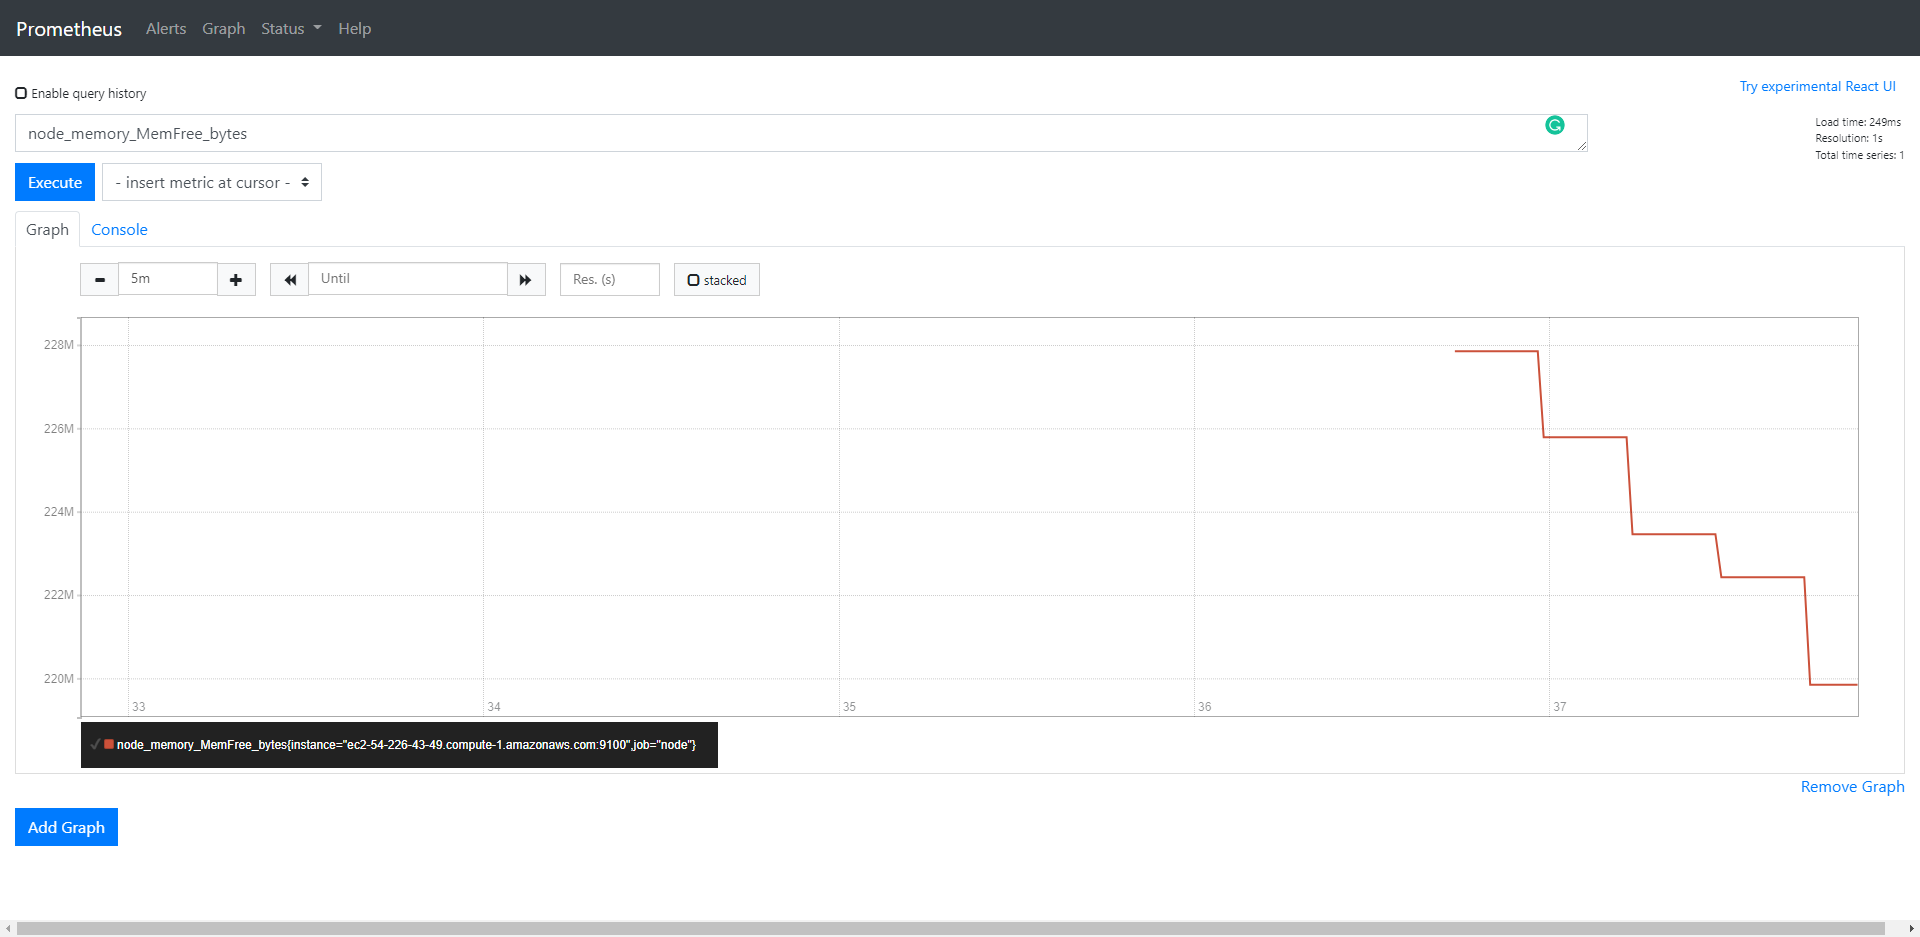 Prometheus Alerts Graph Status Help
Try experimental React UI
Enable query history
node_memory_MemFree_bytes
Load time: 249ms
Resolution: 1s
Total time series: 1
Execute - insert metric at cursor -
Graph Console
5m Until Res. (s) stacked
228M
226M
224M
222M
220M
33 34 35 36 37
node_memory_MemFree_bytes{instance="ec2-54-226-43-49.compute-1.amazonaws.com:9100",job="node"}
Remove Graph
Add Graph